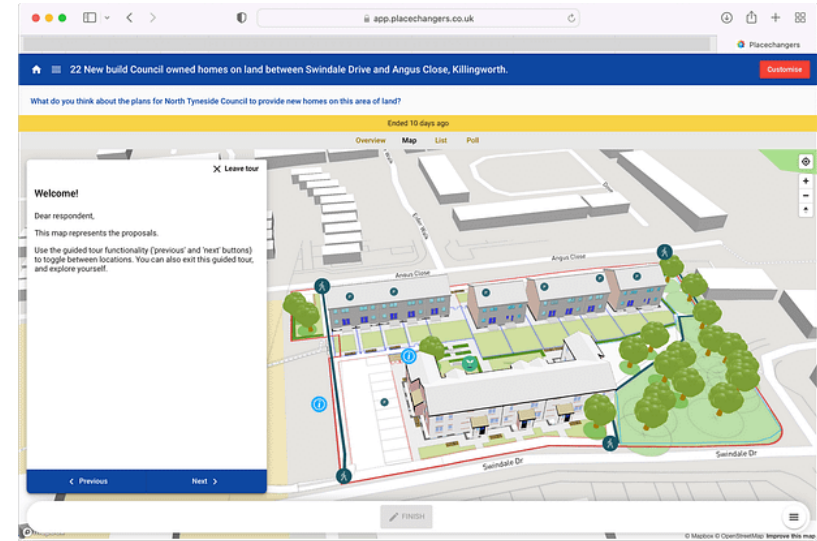 app.placechangers.co.uk
Placechangers
22 New build Council owned homes on land between Swindale Drive and Angus Close, Killingworth.
Customise
What do you think about the plans for North Tyneside Council to provide new homes on this area of land?
Ended 10 days ago
Overview Map List Poll
Leave tour
Welcome!
Dear respondent,
This map represents the proposals.
Use the guided tour functionality ('previous' and 'next' buttons)
to toggle between locations. You can also exit this guided tour,
and explore yourself.
Angus Close
Angus Close
Swindale Dr
Swindale Dr
Previous
Next
FINISH
© Mapbox © OpenStreetMap Improve this map